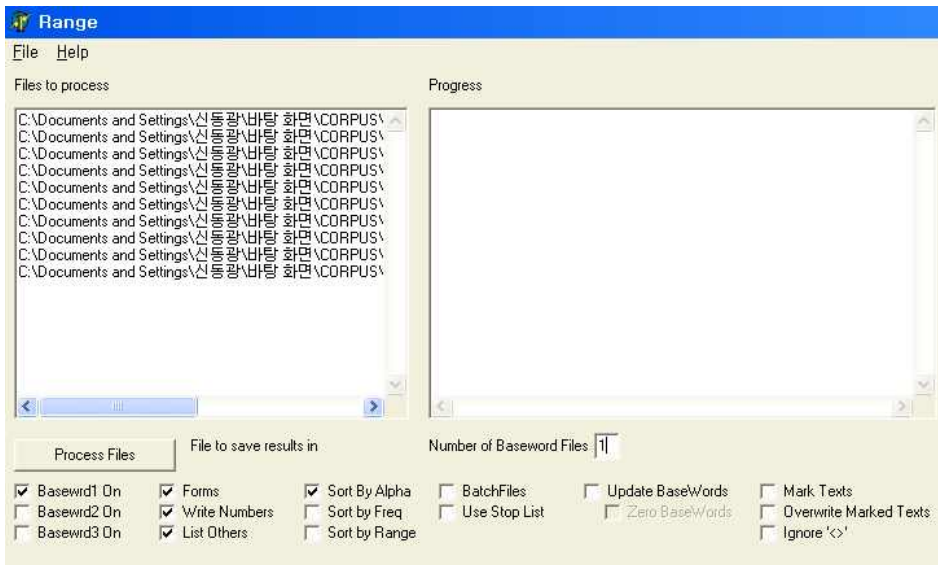 Range
File Help
Files to process
Progress
C:\Documents and Settings\신동광\바탕 화면\CORPUS\
C:\Documents and Settings\신동광\바탕 화면\CORPUS\
C:\Documents and Settings\신동광\바탕 화면\CORPUS\
C:\Documents and Settings\신동광\바탕 화면\CORPUS\
C:\Documents and Settings\신동광\바탕 화면\CORPUS\
C:\Documents and Settings\신동광\바탕 화면\CORPUS\
C:\Documents and Settings\신동광\바탕 화면\CORPUS\
C:\Documents and Settings\신동광\바탕 화면\CORPUS\
C:\Documents and Settings\신동광\바탕 화면\CORPUS\
C:\Documents and Settings\신동광\바탕 화면\CORPUS\
Process Files
File to save results in
Number of Baseword Files 1
Basewrd1 On Forms Sort By Alpha BatchFiles Update BaseWords Mark Texts
Basewrd2 On Write Numbers Sort by Freq Use Stop List Zero BaseWords Overwrite Marked Texts
Basewrd3 On List Others Sort by Range Ignore '<>'